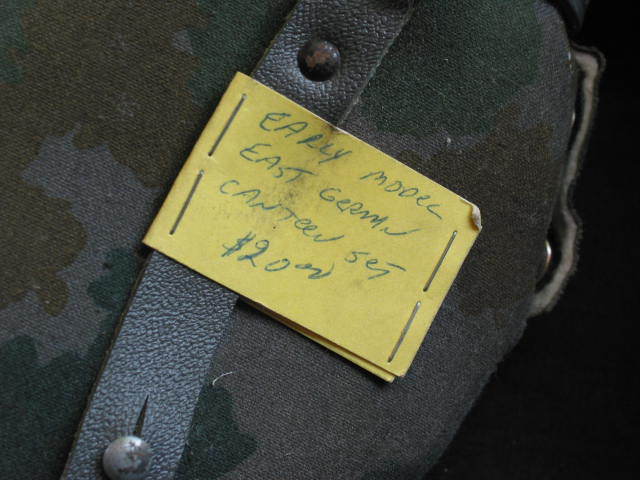 EARLY MODEL
EAST GERMAN
CANTEEN SET
$20.00